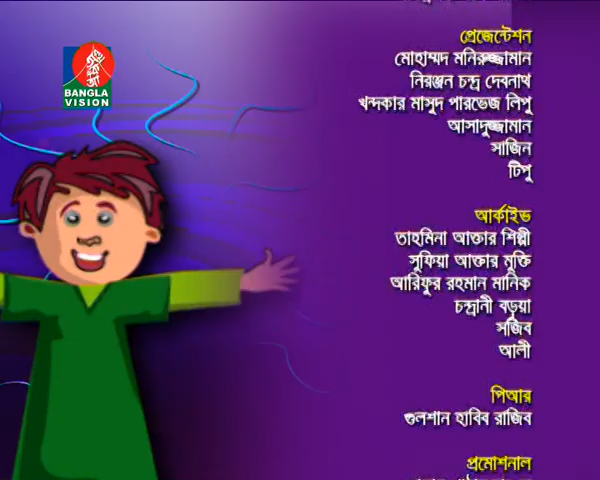 BANGLA
VISION
প্রেজেন্টেশন
মোহাম্মদ মনিরুজ্জামান
নিরঞ্জন চন্দ্র দেবনাথ
খন্দকার মাসুদ পারভেজ লিপু
আসাদুজ্জামান
সাজিন
টিপু
আর্কাইভ
তাহমিনা আক্তার শিল্পী
সুফিয়া আক্তার মুক্তি
আরিফুর রহমান মানিক
চন্দ্রানী বড়ুয়া
সজিব
আলী
পিআর
গুলশান হাবিব রাজিব
প্রমোশনাল